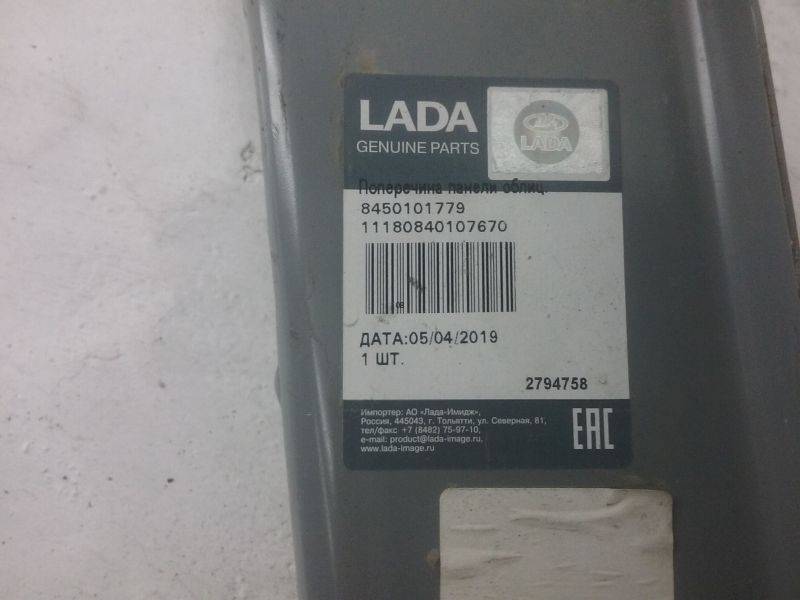 LADA
GENUINE PARTS
LADA
Поперечина панели облиц.
8450101779
11180840107670
08
ДАТА:05/04/2019
1 ШТ.
2794758
Импортер: АО «Лада-Имидж»,
Россия, 445043, г. Тольятти, ул. Северная, 81,
тел/факс +7 (8482) 75-97-10,
e-mail: product@lada-image.ru,
www.lada-image.ru
EAC